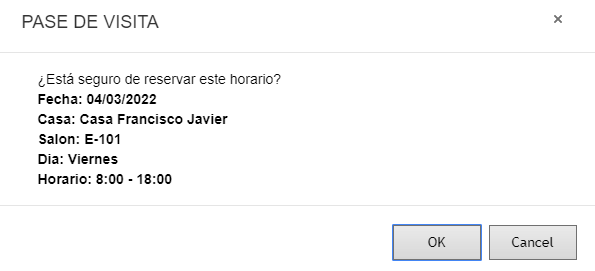 PASE DE VISITA
×
¿Está seguro de reservar este horario?
Fecha: 04/03/2022
Casa: Casa Francisco Javier
Salon: E-101
Dia: Viernes
Horario: 8:00 - 18:00
OK
Cancel